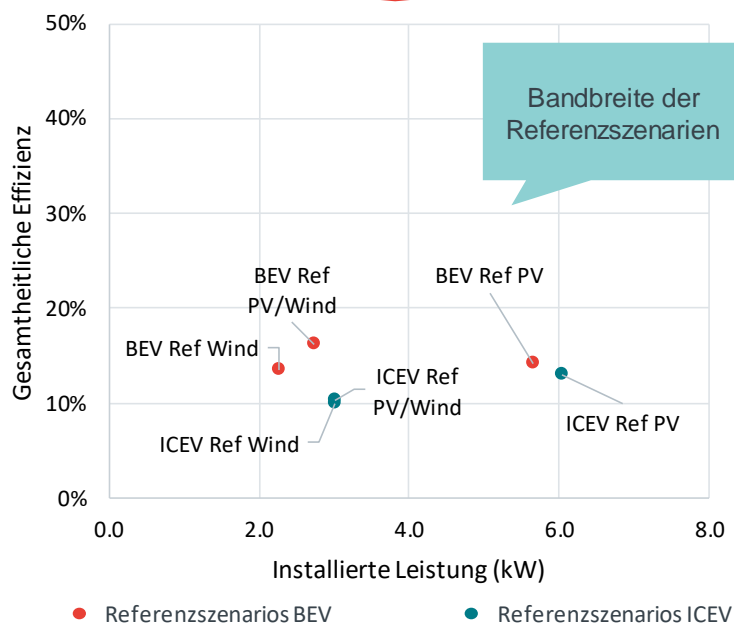 50%
40%
30%
20%
10%
0%
Gesamtheitliche Effizienz
Bandbreite der
Referenzszenarien
BEV Ref
PV/Wind
BEV Ref PV
BEV Ref Wind
ICEV Ref
PV/Wind
ICEV Ref Wind
ICEV Ref PV
0.0
2.0
4.0
6.0
8.0
Installierte Leistung (kW)
Referenzszenarios BEV
Referenzszenarios ICEV